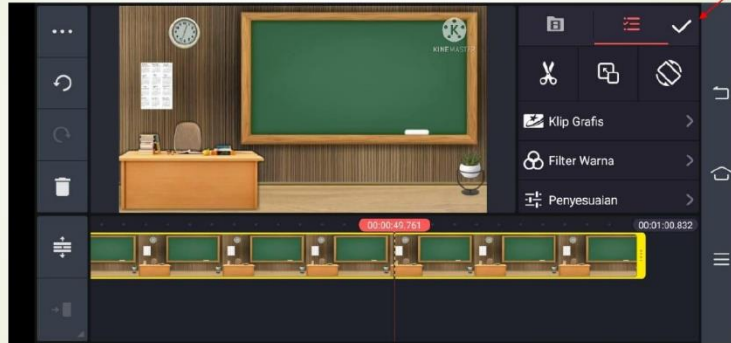 KINEMASTER
Klip Grafis
Filter Warna
Penyesuaian
00:00:49.761
00:01:00.832